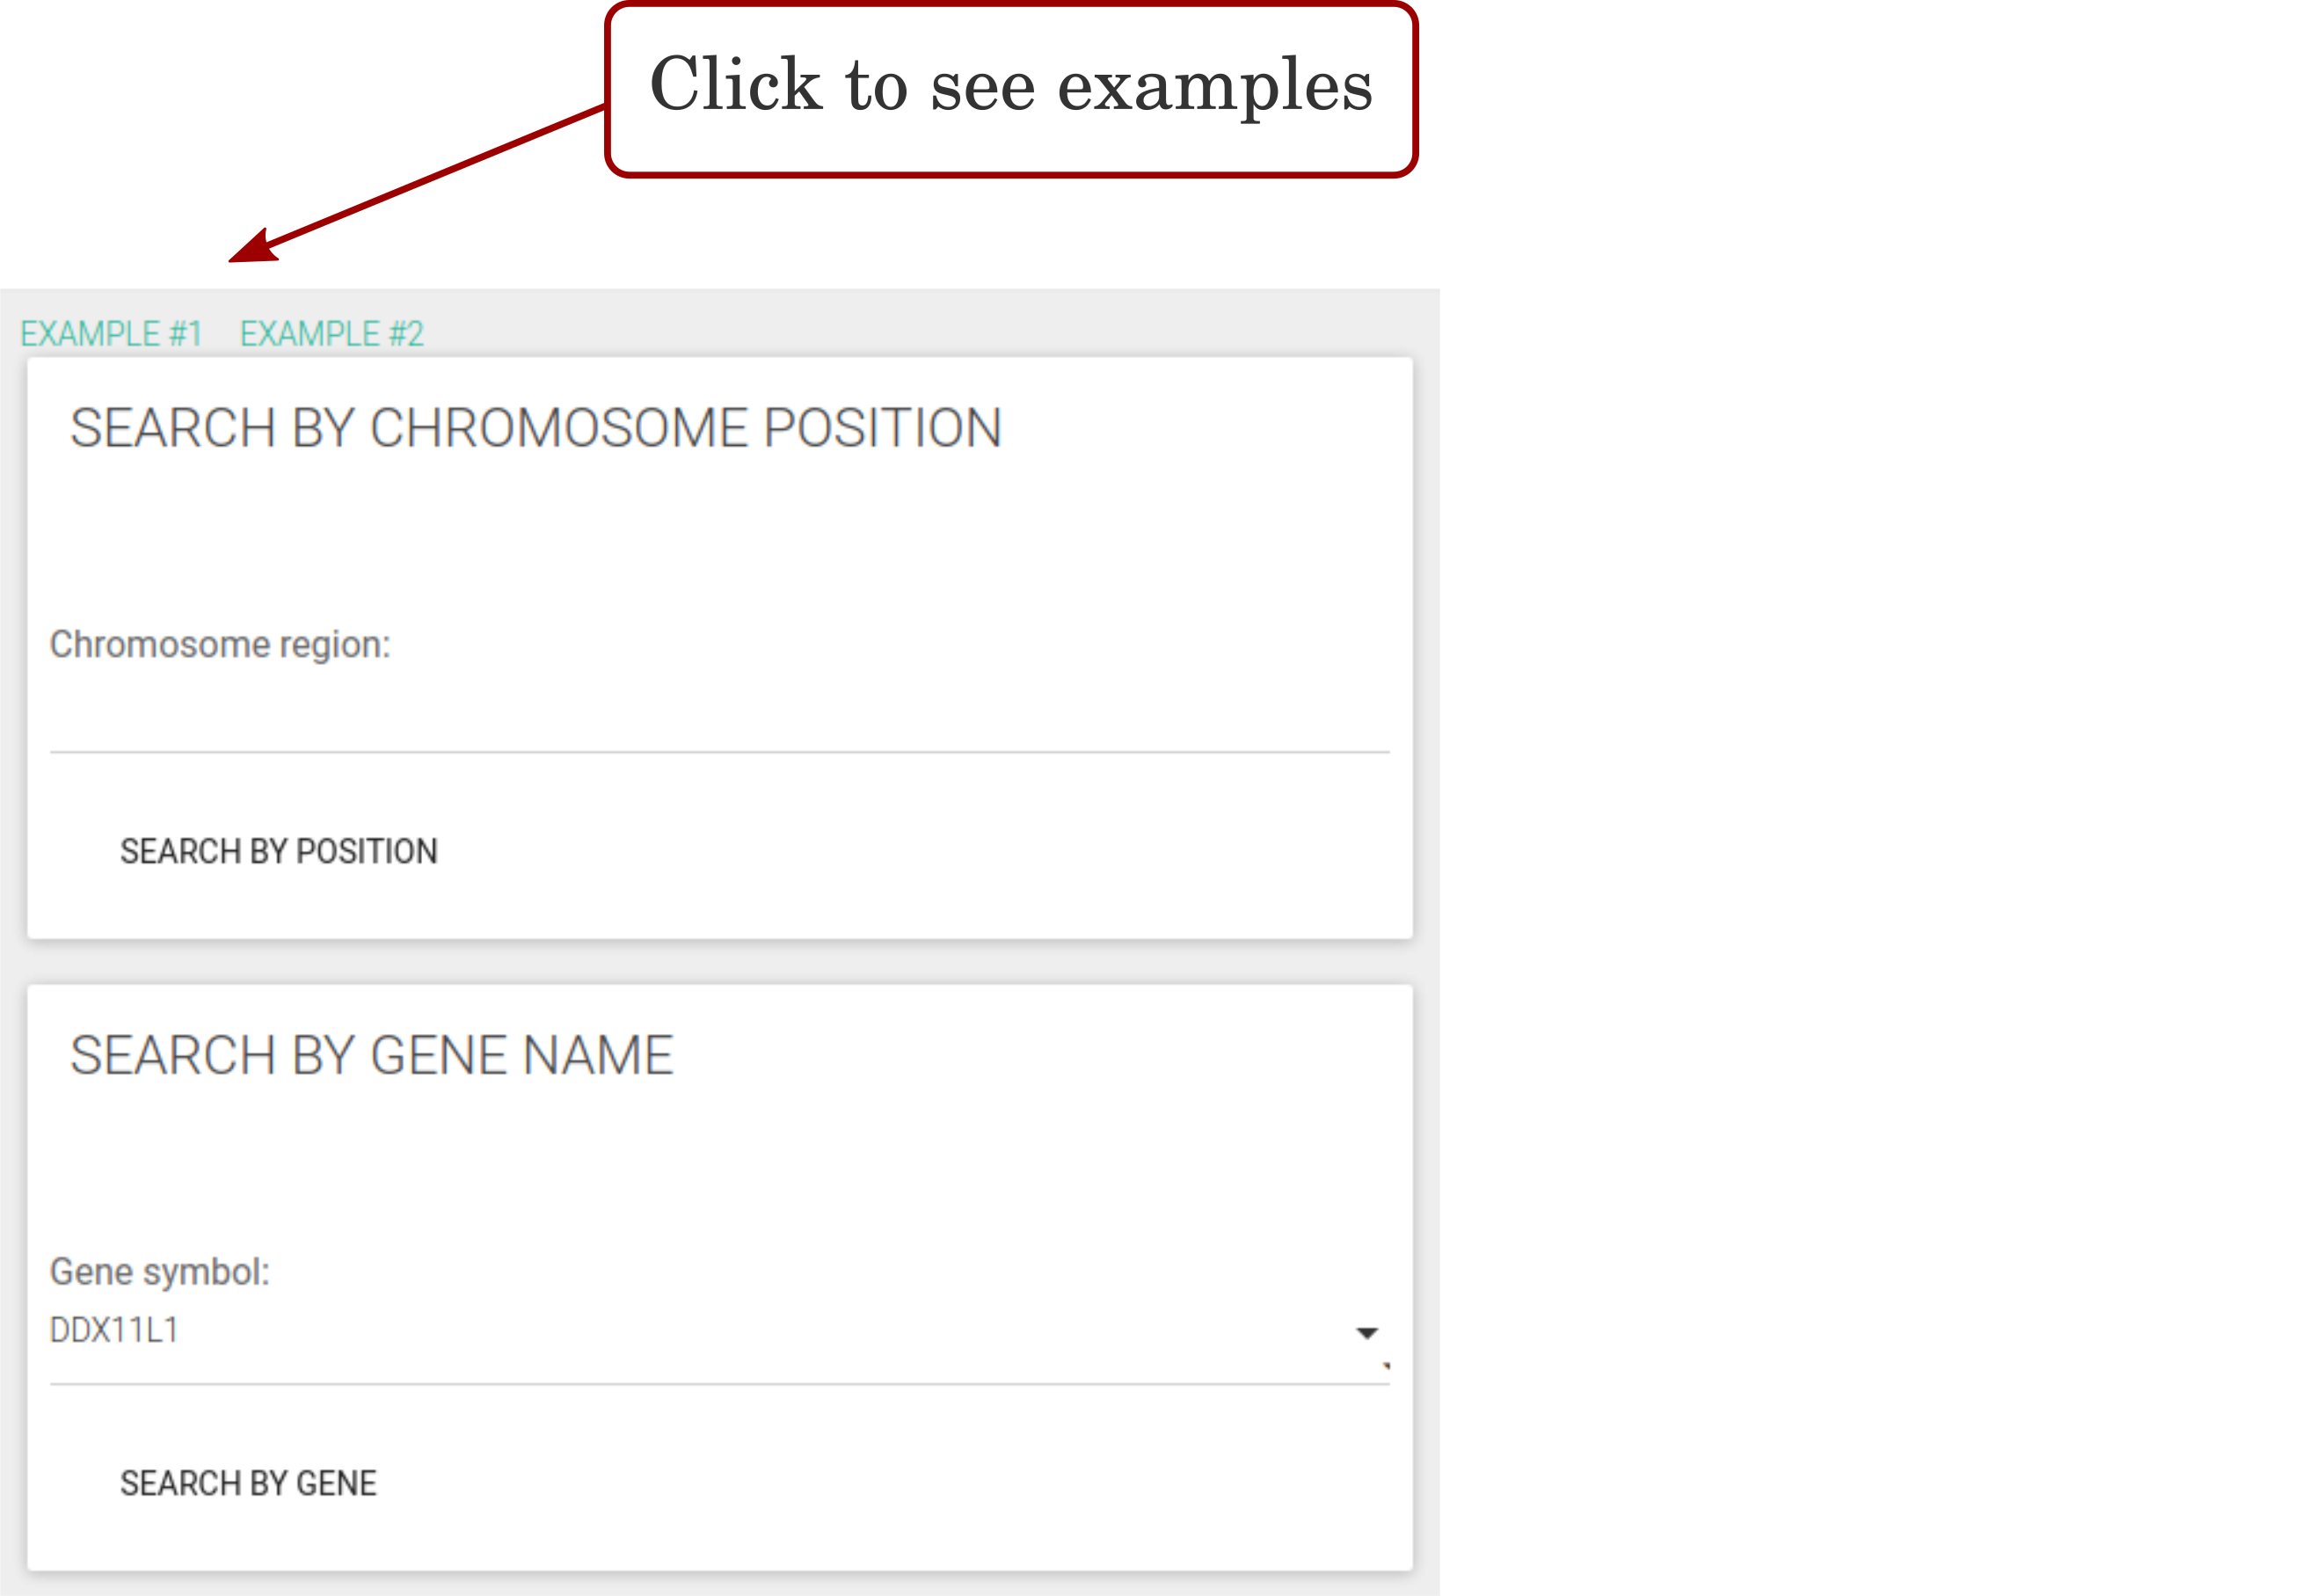 Click to see examples
EXAMPLE #1 EXAMPLE #2
SEARCH BY CHROMOSOME POSITION
Chromosome region:
SEARCH BY POSITION
SEARCH BY GENE NAME
Gene symbol:
DDX11L1
SEARCH BY GENE